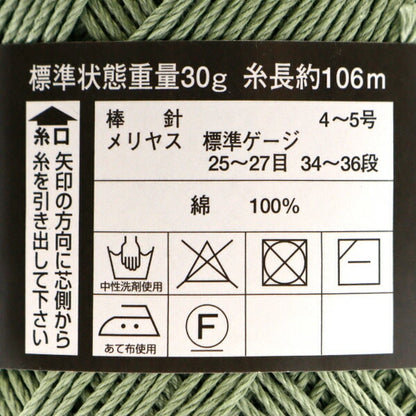 標準状態重量30g 糸長約106m
糸口
矢印の方向に芯側から
糸を引き出して下さい
棒針 4～5号
メリヤス 標準ゲージ
25～27目 34～36段
綿 100%
中性洗剤使用
あて布使用
F